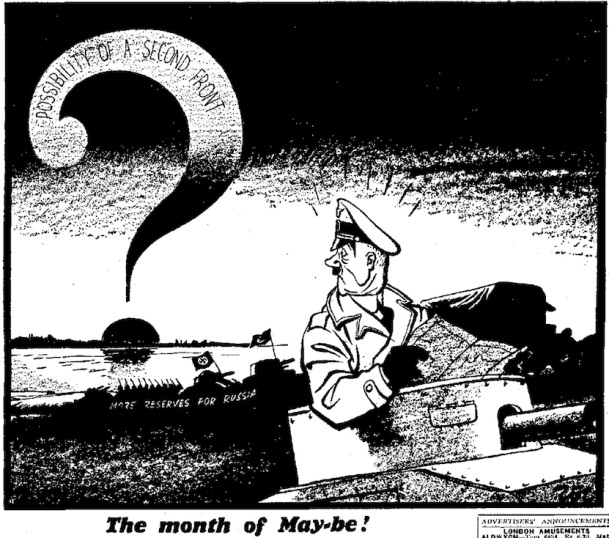 POSSIBILITY OF A SECOND FRONT
MORE RESERVES FOR RUSSIA
The month of May-be!
ADVERTISERS' ANNOUNCEMENTS
LONDON AMUSEMENTS